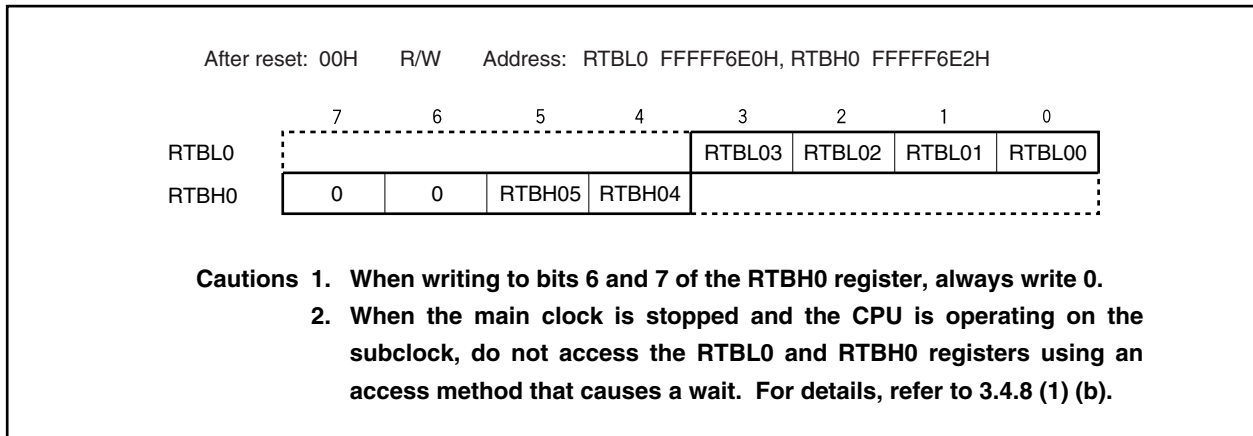 After reset: 00H R/W Address: RTBL0 FFFFF6E0H, RTBH0 FFFFF6E2H
7 6 5 4 3 2 1 0
RTBL0 RTBL03 RTBL02 RTBL01 RTBL00
RTBH0 0 0 RTBH05 RTBH04
Cautions 1. When writing to bits 6 and 7 of the RTBH0 register, always write 0.
2. When the main clock is stopped and the CPU is operating on the
subclock, do not access the RTBL0 and RTBH0 registers using an
access method that causes a wait. For details, refer to 3.4.8 (1) (b).